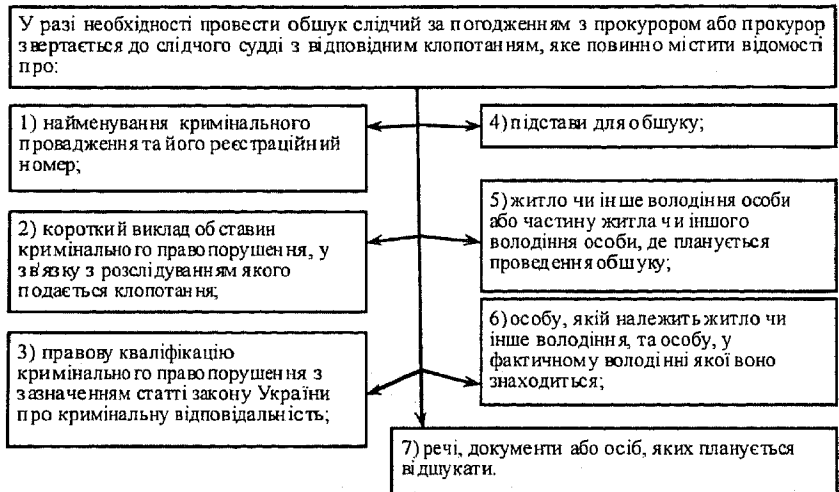 У разі необхідності провести обшук слідчий за погодженням з прокурором або прокурор
звертається до слідчого судді з відповідним клопотанням, яке повинно містити відомості
про:
1) найменування кримінального
провадження та його реєстраційний
номер;
2) короткий виклад обставин
кримінального правопорушення, у
зв'язку з розслідуванням якого
подається клопотання;
3) правову кваліфікацію
кримінального правопорушення з
зазначенням статті закону України
про кримінальну відповідальність;
4) підстави для обшуку;
5) житло чи інше володіння особи
або частину житла чи іншого
володіння особи, де планується
проведення обшуку;
6) особу, якій належить житло чи
інше володіння, та особу, у
фактичному володінні якої воно
знаходиться;
7) речі, документи або осіб, яких планується
відшукати.